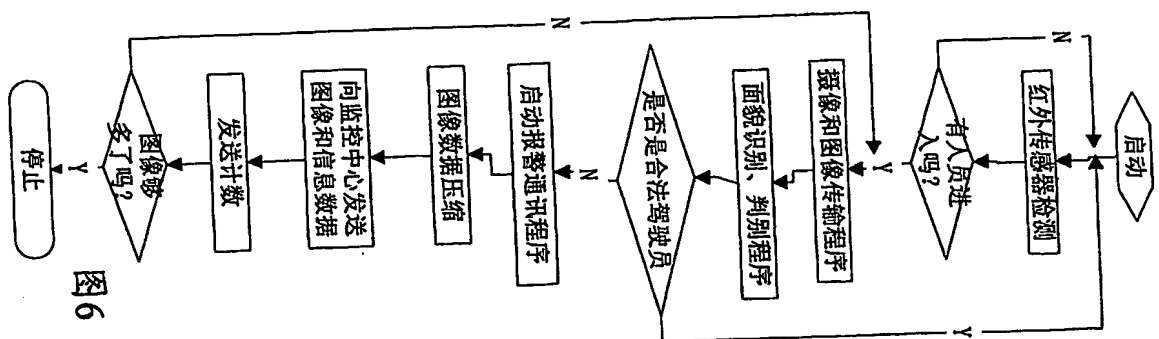 启动
红外传感器检测
有人员进
入吗？
N
Y
摄像和图像传输程序
面貌识别、判别程序
是否是合法驾驶员
Y
N
启动报警通讯程序
图像数据压缩
向监控中心发送
图像和信息数据
发送计数
图像够
多了吗？
N
Y
停止
图6